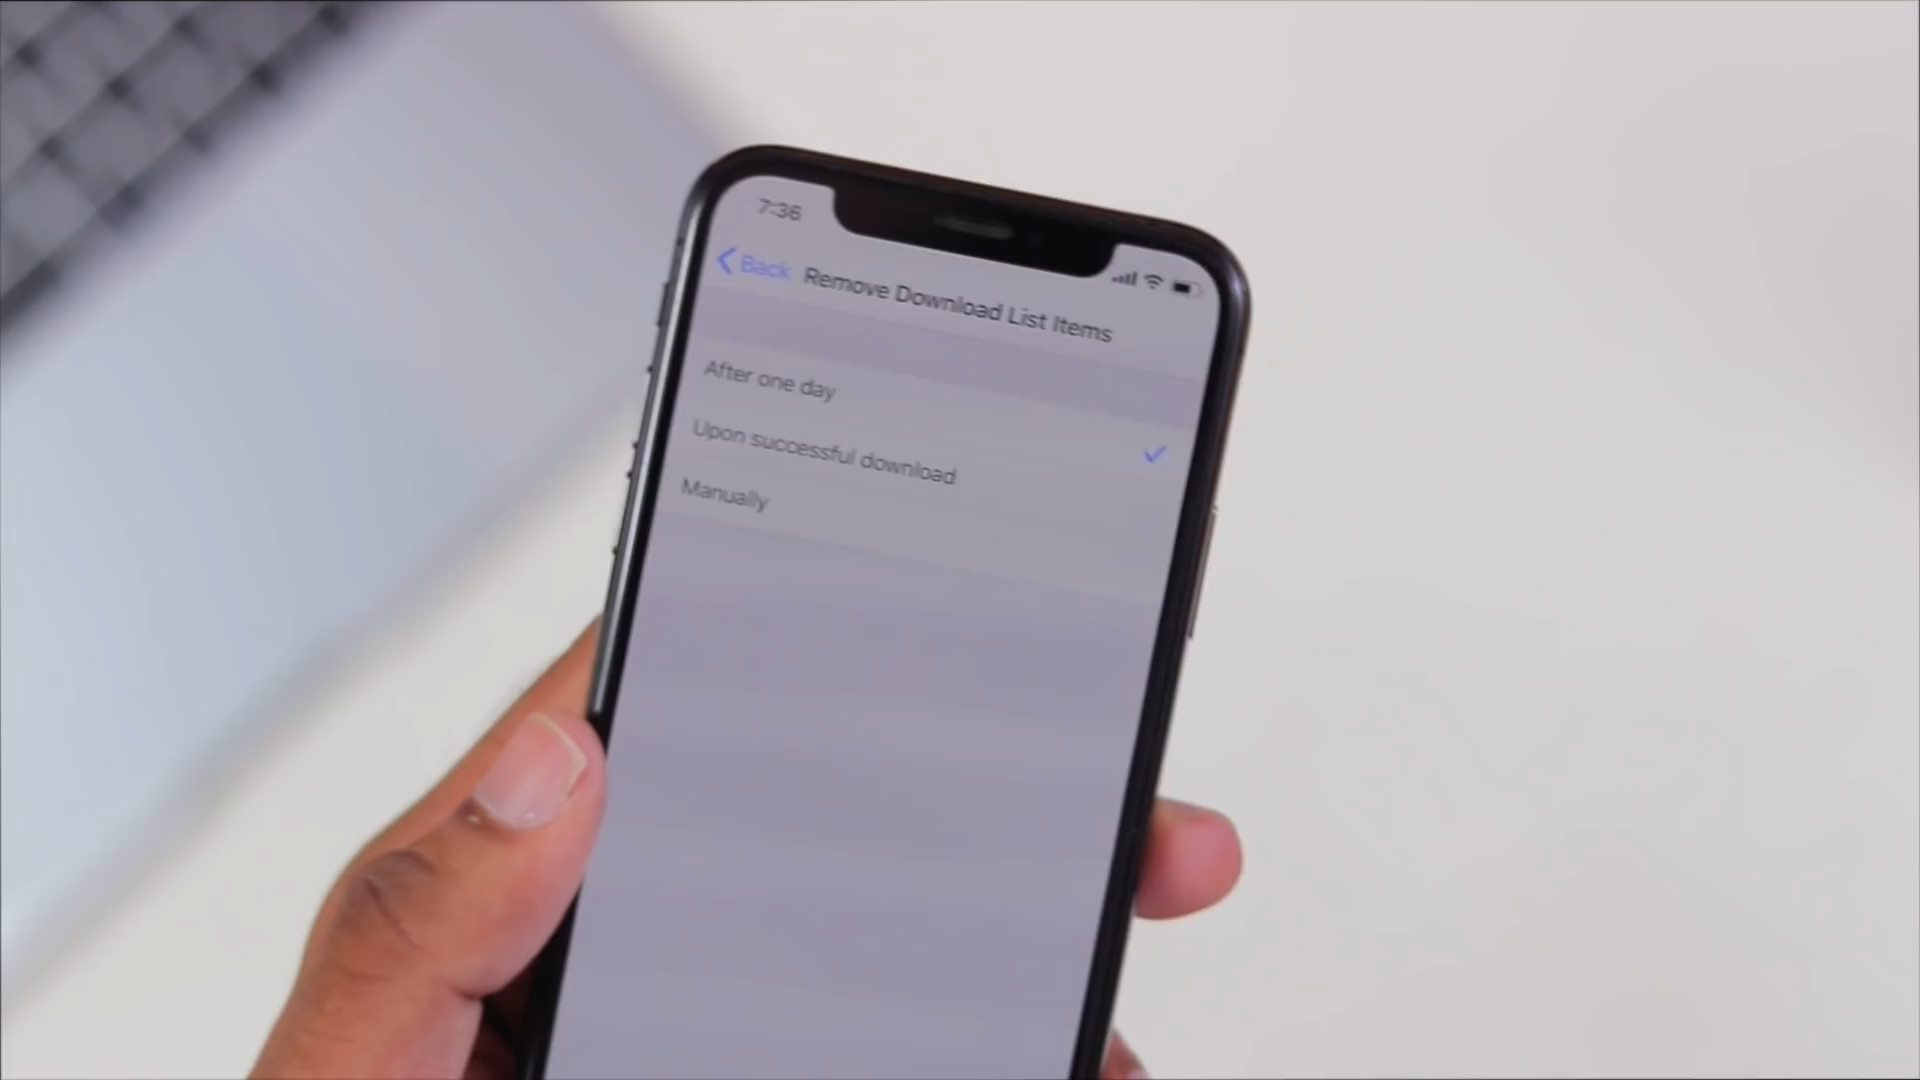 7:36
Back Remove Download List Items
After one day
Upon successful download
Manually